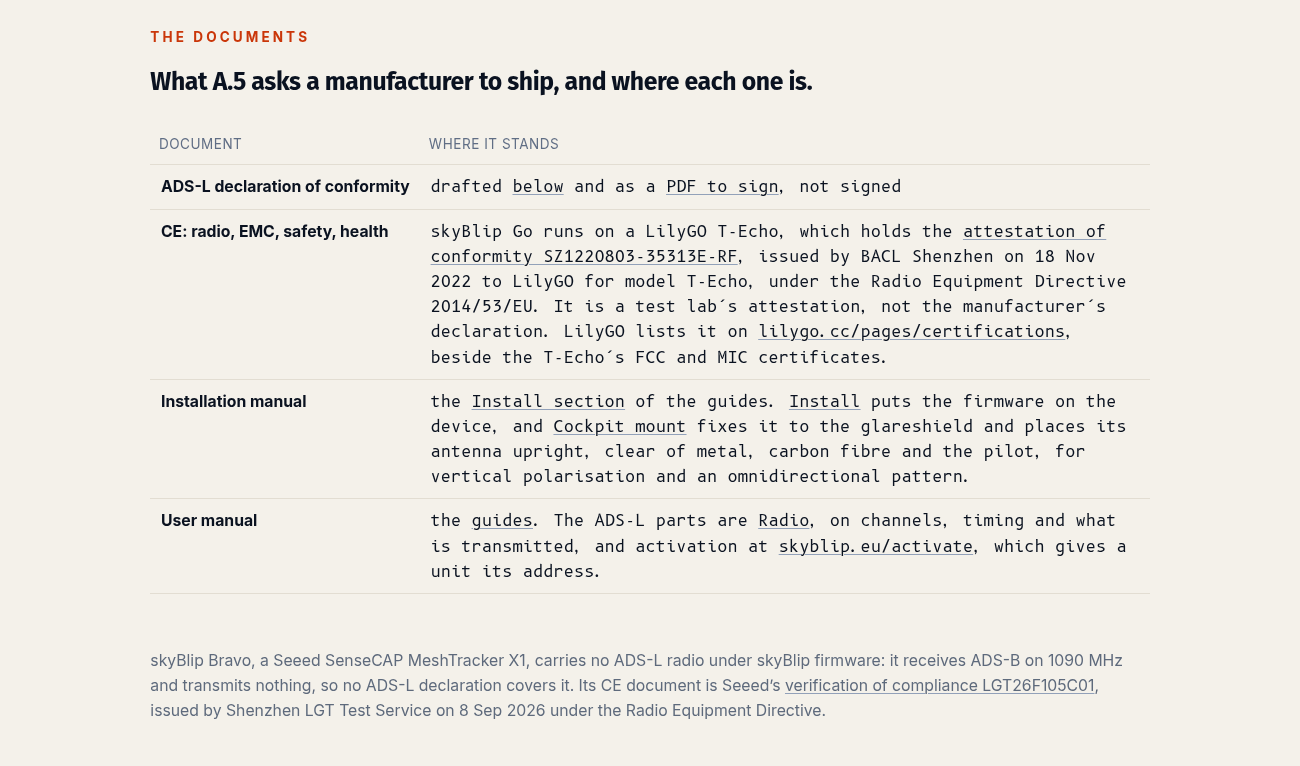 THE DOCUMENTS
What A.5 asks a manufacturer to ship, and where each one is.
DOCUMENT WHERE IT STANDS
ADS-L declaration of conformity drafted below and as a PDF to sign, not signed
CE: radio, EMC, safety, health skyBlip Go runs on a LilyGO T-Echo, which holds the attestation of
conformity SZ1220803-35313E-RF, issued by BACL Shenzhen on 18 Nov
2022 to LilyGO for model T-Echo, under the Radio Equipment Directive
2014/53/EU. It is a test lab´s attestation, not the manufacturer´s
declaration. LilyGO lists it on lilygo.cc/pages/certifications,
beside the T-Echo´s FCC and MIC certificates.
Installation manual the Install section of the guides. Install puts the firmware on the
device, and Cockpit mount fixes it to the glareshield and places its
antenna upright, clear of metal, carbon fibre and the pilot, for
vertical polarisation and an omnidirectional pattern.
User manual the guides. The ADS-L parts are Radio, on channels, timing and what
is transmitted, and activation at skyblip.eu/activate, which gives a
unit its address.
skyBlip Bravo, a Seeed SenseCAP MeshTracker X1, carries no ADS-L radio under skyBlip firmware: it receives ADS-B on 1090 MHz
and transmits nothing, so no ADS-L declaration covers it. Its CE document is Seeed’s verification of compliance LGT26F105C01,
issued by Shenzhen LGT Test Service on 8 Sep 2026 under the Radio Equipment Directive.